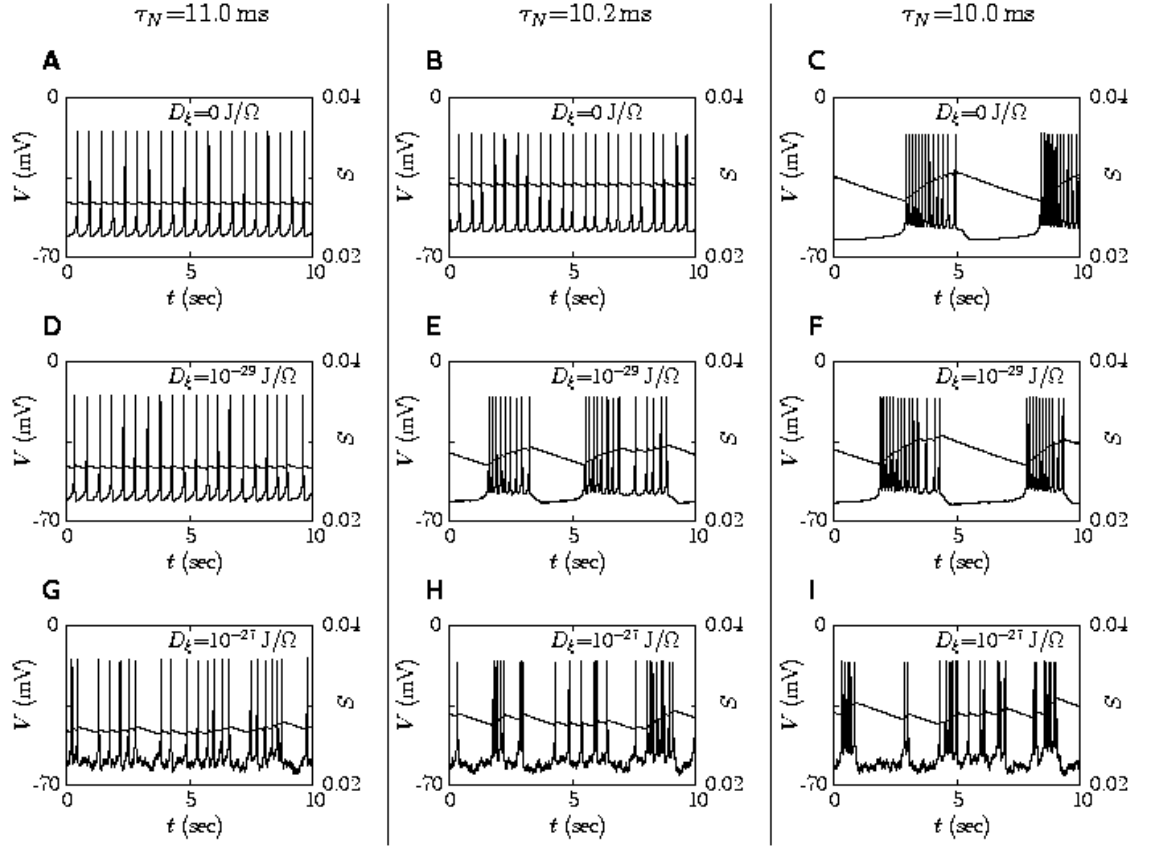 τN=11.0 ms τN=10.2 ms τN=10.0 ms
A B C
0 0.04 0 0.04 0 0.04
Dξ=0 J/Ω Dξ=0 J/Ω Dξ=0 J/Ω
V (mV) S V (mV) S V (mV) S
-70 0.02 -70 0.02 -70 0.02
0 5 10 0 5 10 0 5 10
t (sec) t (sec) t (sec)
D E F
0 0.04 0 0.04 0 0.04
Dξ=10⁻²⁹ J/Ω Dξ=10⁻²⁹ J/Ω Dξ=10⁻²⁹ J/Ω
V (mV) S V (mV) S V (mV) S
-70 0.02 -70 0.02 -70 0.02
0 5 10 0 5 10 0 5 10
t (sec) t (sec) t (sec)
G H I
0 0.04 0 0.04 0 0.04
Dξ=10⁻²⁷ J/Ω Dξ=10⁻²⁷ J/Ω Dξ=10⁻²⁷ J/Ω
V (mV) S V (mV) S V (mV) S
-70 0.02 -70 0.02 -70 0.02
0 5 10 0 5 10 0 5 10
t (sec) t (sec) t (sec)